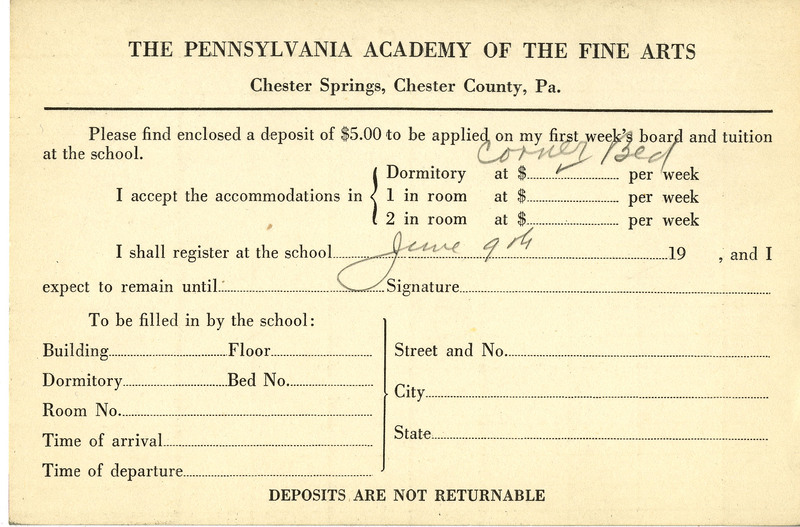 THE PENNSYLVANIA ACADEMY OF THE FINE ARTS
Chester Springs, Chester County, Pa.
Please find enclosed a deposit of $5.00 to be applied on my first week's board and tuition
at the school.
Corner Bed
Dormitory at $ ✓ per week
I accept the accommodations in { 1 in room at $ per week
2 in room at $ per week
I shall register at the school June 9th 19 , and I
expect to remain until Signature
To be filled in by the school:
Building Floor
Street and No.
Dormitory Bed No.
City
Room No.
State
Time of arrival
Time of departure
DEPOSITS ARE NOT RETURNABLE